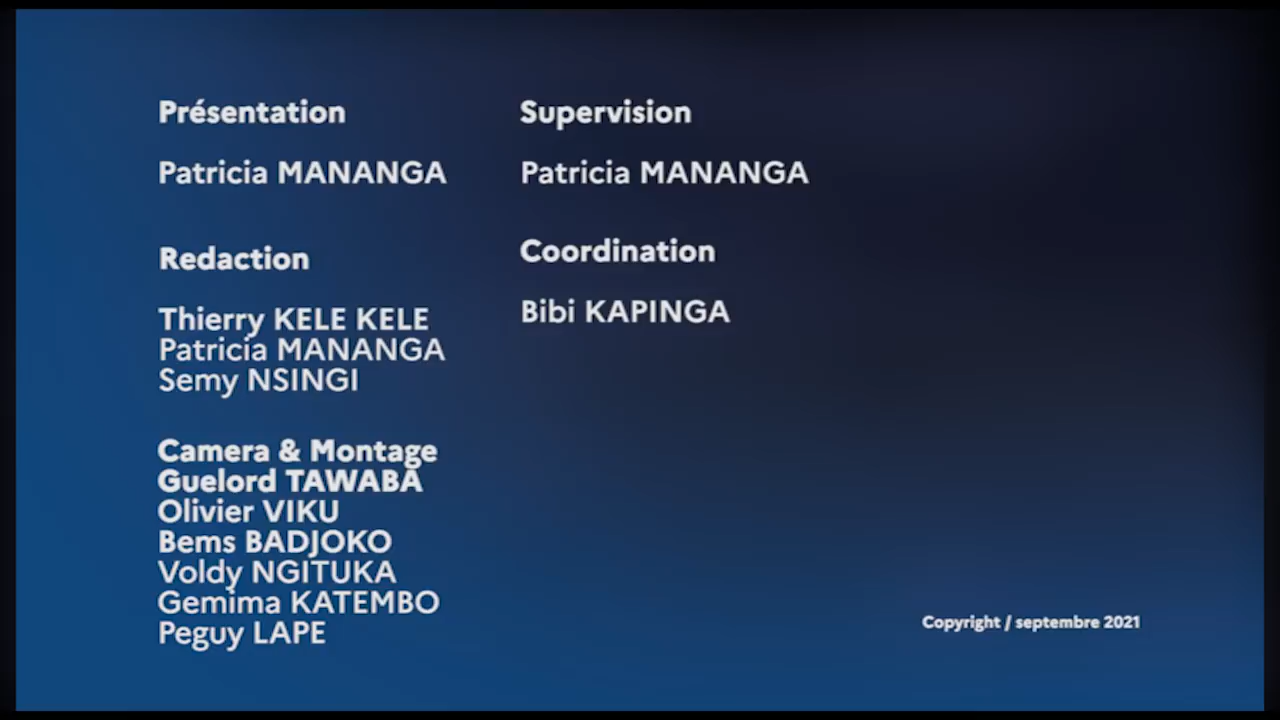 Présentation
Patricia MANANGA
Redaction
Thierry KELE KELE
Patricia MANANGA
Semy NSINGI
Camera & Montage
Guelord TAWABA
Olivier VIKU
Bems BADJOKO
Voldy NGITUKA
Gemima KATEMBO
Peguy LAPE
Supervision
Patricia MANANGA
Coordination
Bibi KAPINGA
Copyright / septembre 2021